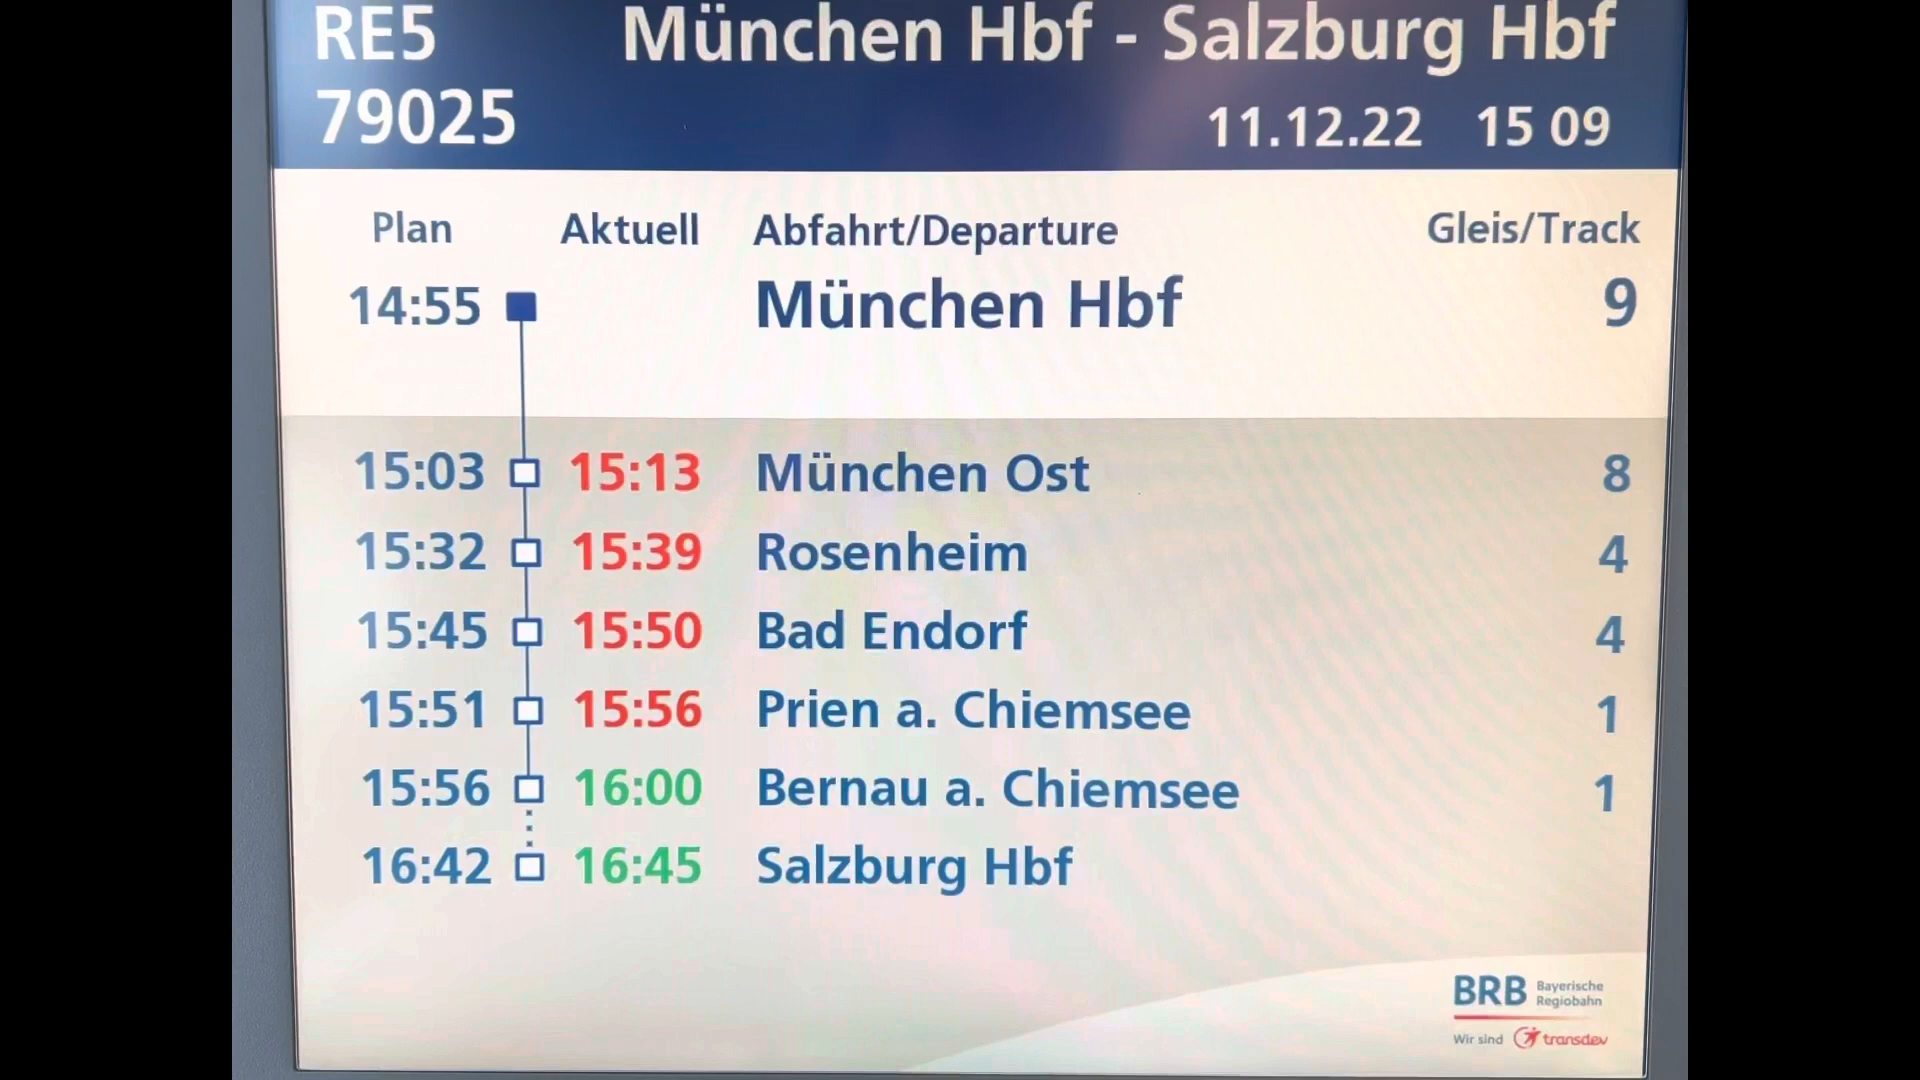 RE5 München Hbf - Salzburg Hbf
79025 11.12.22 15 09
Plan Aktuell Abfahrt/Departure Gleis/Track
14:55 München Hbf 9
15:03 15:13 München Ost 8
15:32 15:39 Rosenheim 4
15:45 15:50 Bad Endorf 4
15:51 15:56 Prien a. Chiemsee 1
15:56 16:00 Bernau a. Chiemsee 1
16:42 16:45 Salzburg Hbf
BRB Bayerische
Regiobahn
Wir sind transdev